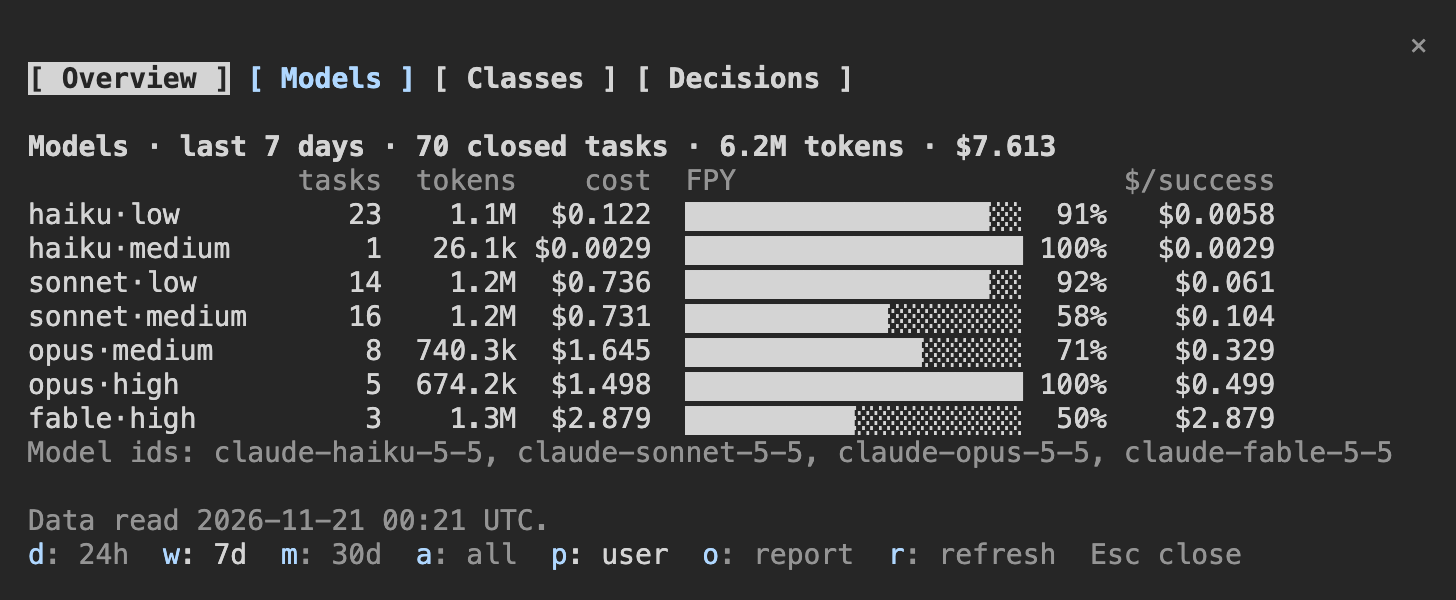 ×
[ Overview ] [ Models ] [ Classes ] [ Decisions ]
Models · last 7 days · 70 closed tasks · 6.2M tokens · $7.613
tasks tokens cost FPY $/success
haiku·low 23 1.1M $0.122 91% $0.0058
haiku·medium 1 26.1k $0.0029 100% $0.0029
sonnet·low 14 1.2M $0.736 92% $0.061
sonnet·medium 16 1.2M $0.731 58% $0.104
opus·medium 8 740.3k $1.645 71% $0.329
opus·high 5 674.2k $1.498 100% $0.499
fable·high 3 1.3M $2.879 50% $2.879
Model ids: claude-haiku-5-5, claude-sonnet-5-5, claude-opus-5-5, claude-fable-5-5
Data read 2026-11-21 00:21 UTC.
d: 24h w: 7d m: 30d a: all p: user o: report r: refresh Esc close